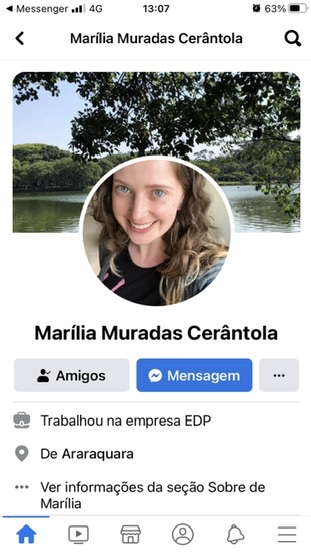 Messenger 4G 13:07 63%
Marília Muradas Cerântola
Marília Muradas Cerântola
Amigos Mensagem ...
Trabalhou na empresa EDP
De Araraquara
... Ver informações da seção Sobre de
Marília